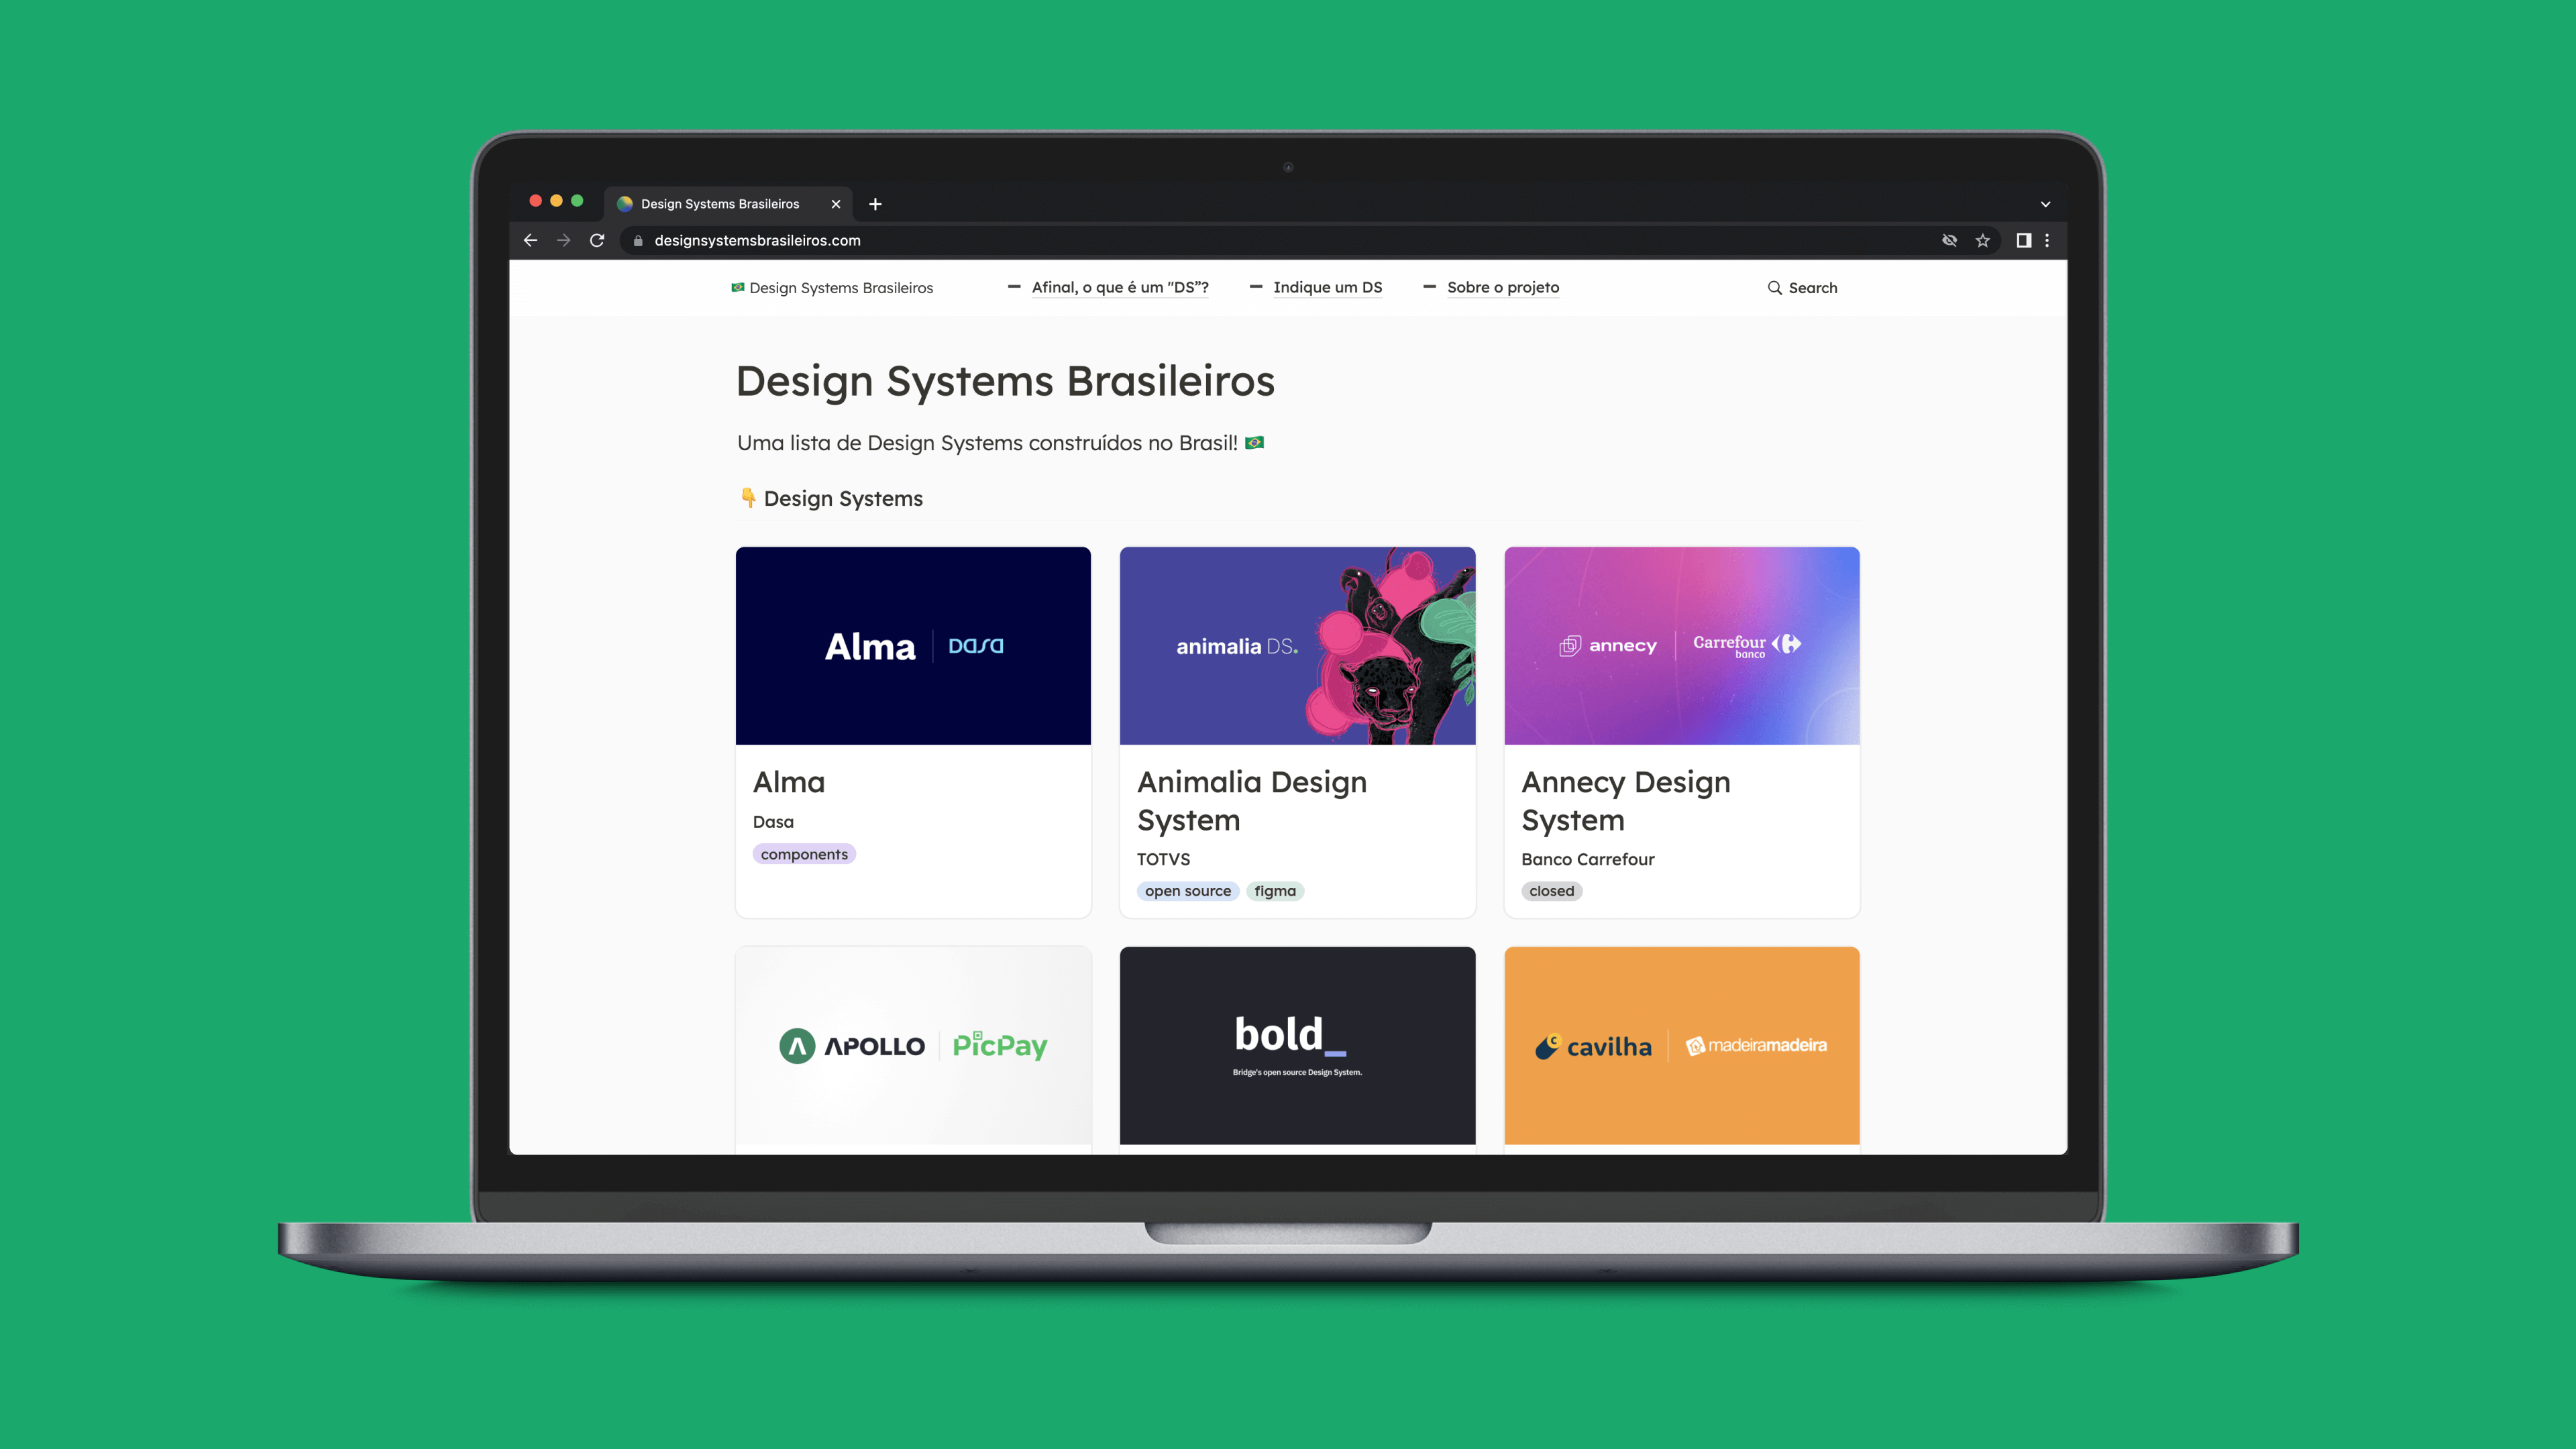 Design Systems Brasileiros
designsystemsbrasileiros.com
Design Systems Brasileiros
Afinal, o que é um "DS”?
Indique um DS
Sobre o projeto
Search
Design Systems Brasileiros
Uma lista de Design Systems construídos no Brasil!
Design Systems
Alma
Dasa
animalia DS.
annecy
Carrefour
banco
Alma
Dasa
components
Animalia Design
System
TOTVS
open source
figma
Annecy Design
System
Banco Carrefour
closed
APOLLO
PicPay
bold_
Bridge's open source Design System.
cavilha
madeiramadeira